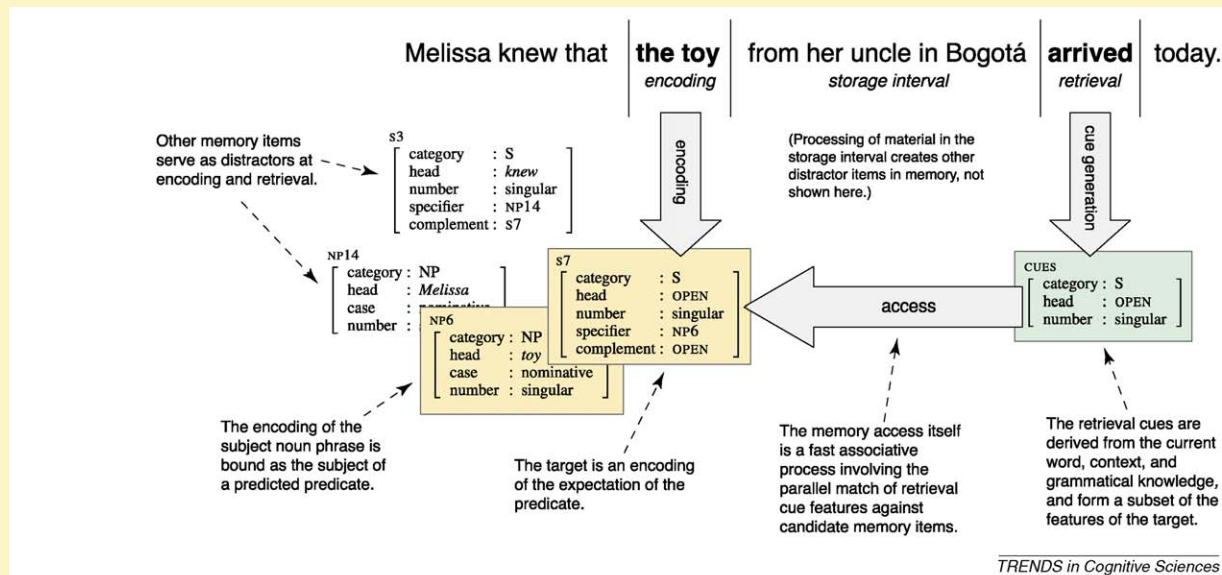 Melissa knew that the toy from her uncle in Bogotá arrived today.
encoding storage interval retrieval
Other memory items
serve as distractors at
encoding and retrieval.
S3
category : S
head : knew
number : singular
specifier : NP14
complement : S7
encoding
(Processing of material in the
storage interval creates other
distractor items in memory, not
shown here.)
cue generation
NP14
category : NP
head : Melissa
case : nominative
number :
NP6
category : NP
head : toy
case : nominative
number : singular
S7
category : S
head : OPEN
number : singular
specifier : NP6
complement : OPEN
access
CUES
category : S
head : OPEN
number : singular
The encoding of the
subject noun phrase is
bound as the subject of
a predicted predicate.
The target is an encoding
of the expectation of the
predicate.
The memory access itself
is a fast associative
process involving the
parallel match of retrieval
cue features against
candidate memory items.
The retrieval cues are
derived from the current
word, context, and
grammatical knowledge,
and form a subset of the
features of the target.
TRENDS in Cognitive Sciences